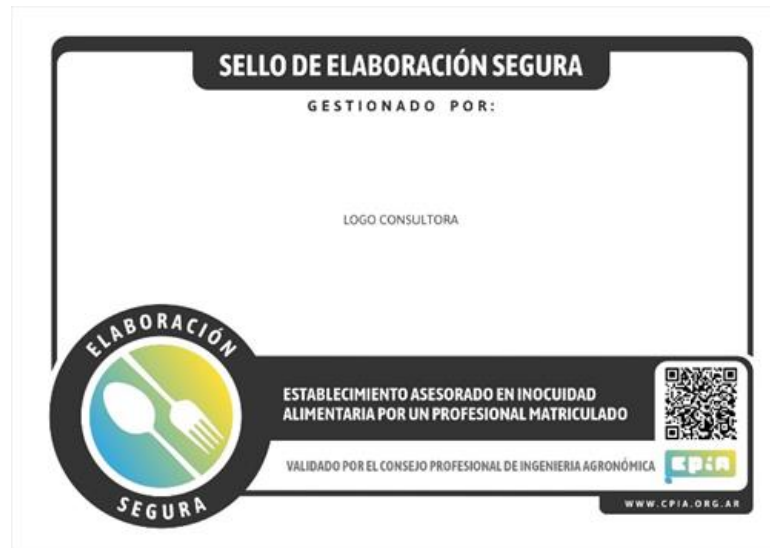 SELLO DE ELABORACIÓN SEGURA
GESTIONADO POR:
LOGO CONSULTORA
ELABORACIÓN
SEGURA
ESTABLECIMIENTO ASESORADO EN INOCUIDAD
ALIMENTARIA POR UN PROFESIONAL MATRICULADO
VALIDADO POR EL CONSEJO PROFESIONAL DE INGENIERIA AGRONÓMICA
cpia
WWW.CPIA.ORG.AR